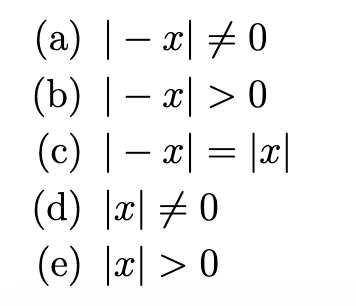 (a) | − x| ≠ 0
(b) | − x| > 0
(c) | − x| = |x|
(d) |x| ≠ 0
(e) |x| > 0